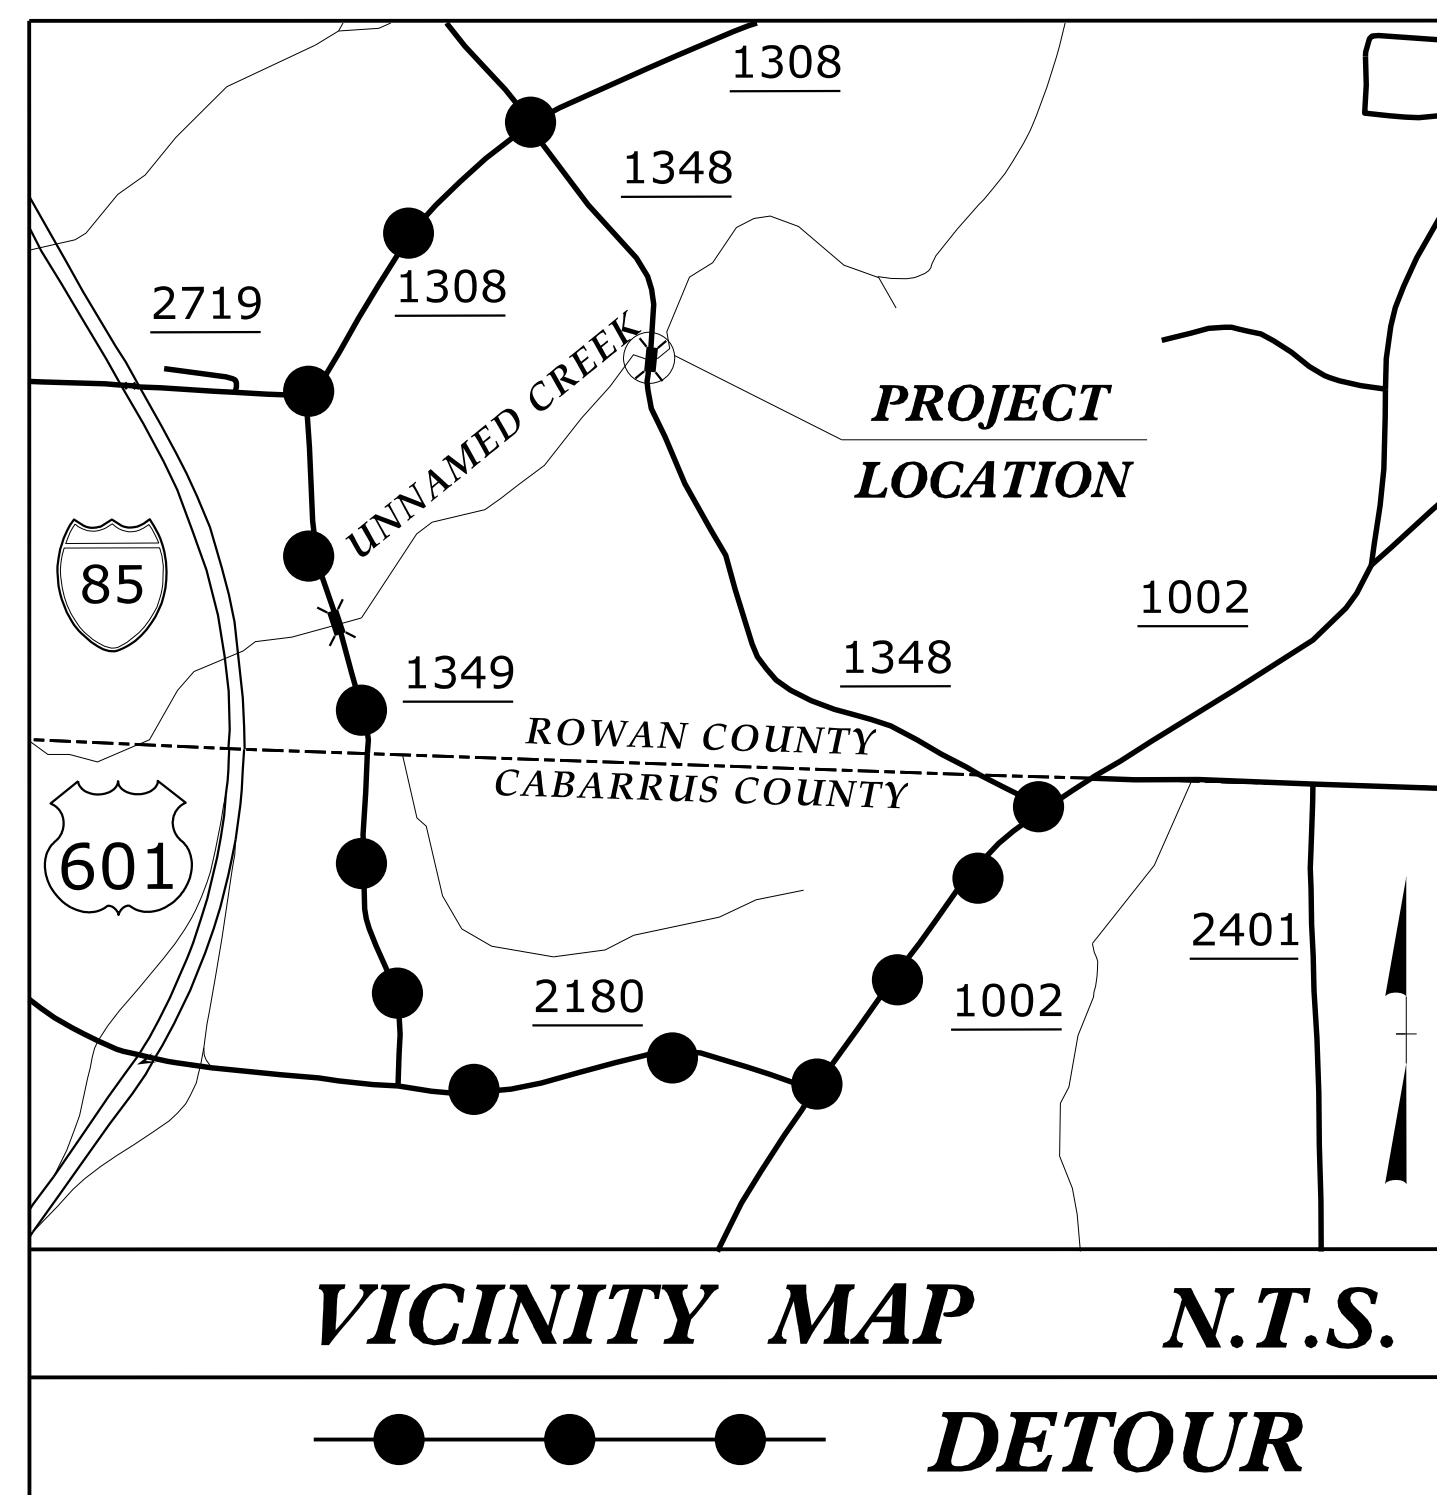 1308
1348
1308
2719
UNNAMED CREEK
PROJECT
LOCATION
85
1002
1349
1348
ROWAN COUNTY
CABARRUS COUNTY
601
2401
2180
1002
VICINITY MAP N.T.S.
DETOUR